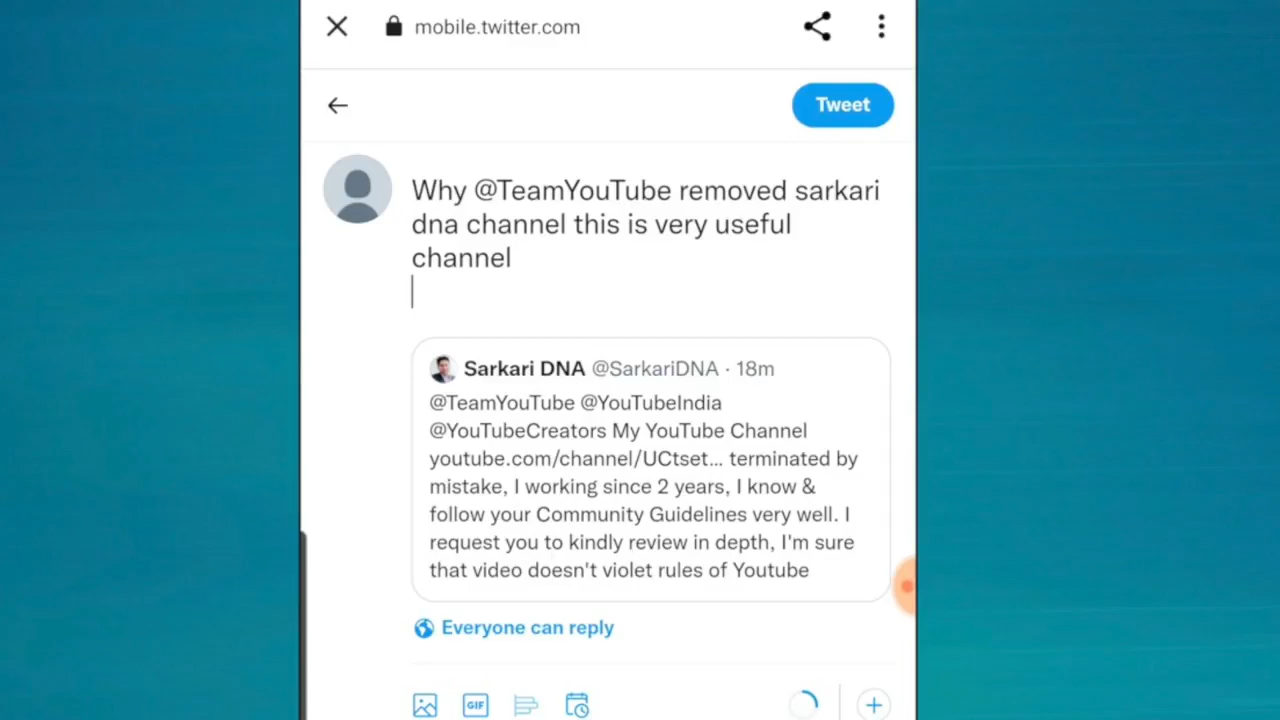 mobile.twitter.com
Tweet
Why @TeamYouTube removed sarkari
dna channel this is very useful
channel
Sarkari DNA @SarkariDNA · 18m
@TeamYouTube @YouTubeIndia
@YouTubeCreators My YouTube Channel
youtube.com/channel/UCtset... terminated by
mistake, I working since 2 years, I know &
follow your Community Guidelines very well. I
request you to kindly review in depth, I'm sure
that video doesn't violet rules of Youtube
Everyone can reply
GIF